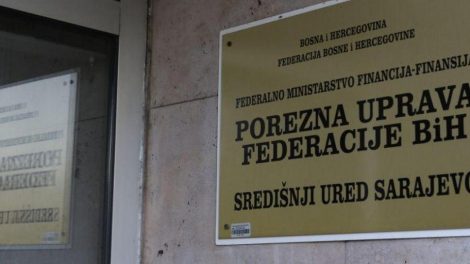 BOSNA i HERCEGOVINA
FEDERACIJA BOSNE i HERCEGOVINE
FEDERALNO MINISTARSTVO FINANCIJA-FINANSIJA
POREZNA UPRAVA
FEDERACIJE BiH
SREDIŠNJI URED SARAJEVO